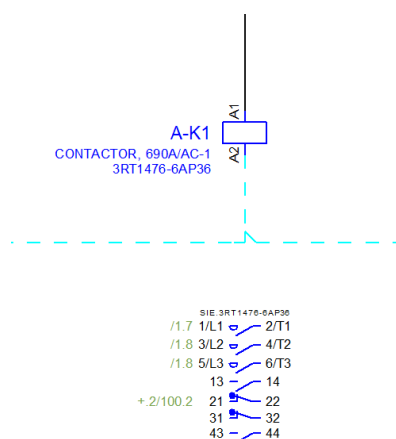 A1
A-K1
CONTACTOR, 690A/AC-1
3RT1476-6AP36
A2
SIE.3RT1476-6AP36
/1.7 1/L1 2/T1
/1.8 3/L2 4/T2
/1.8 5/L3 6/T3
13 14
+.2/100.2 21 22
31 32
43 44